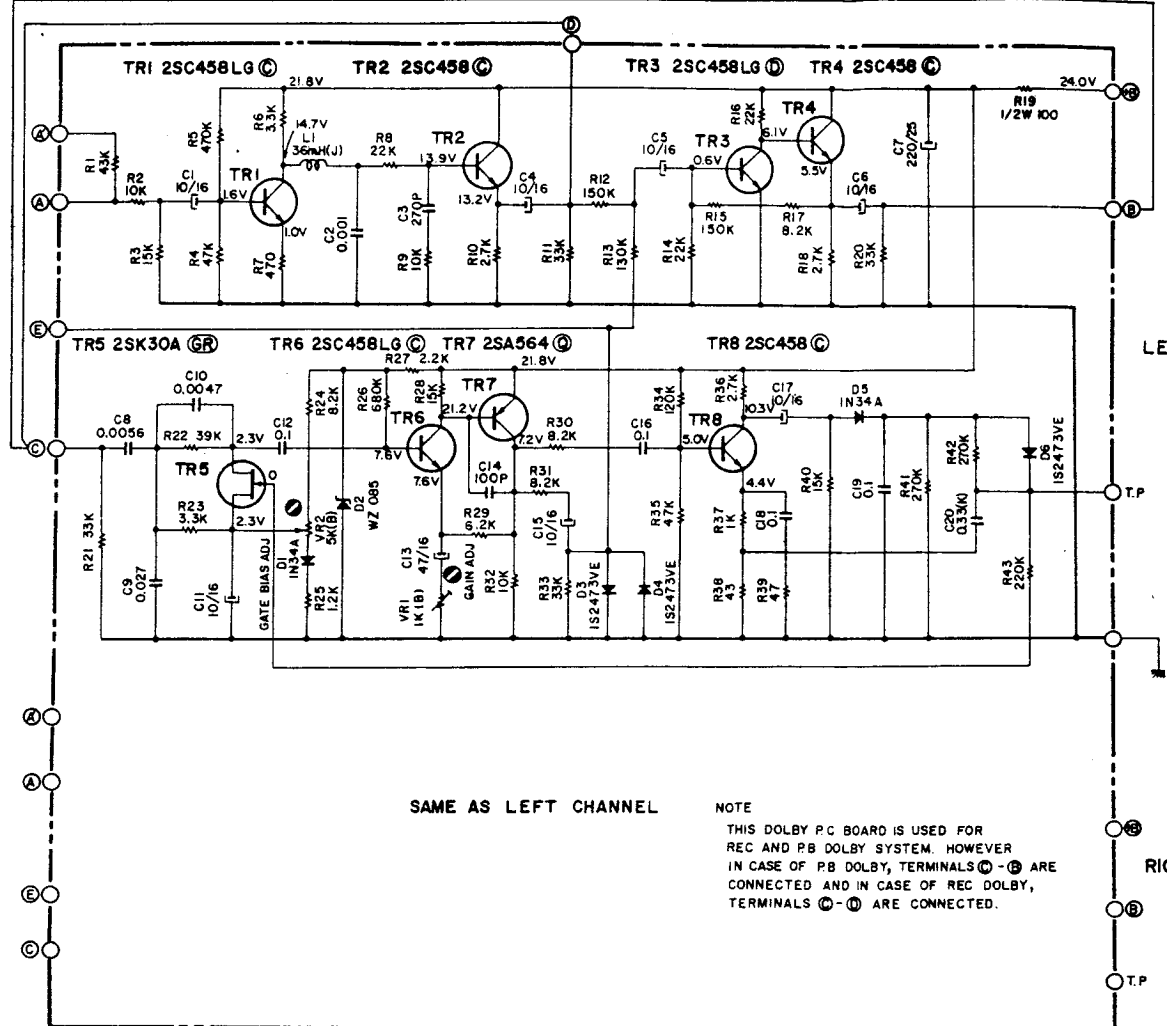 D
TR1 2SC458LG C
TR2 2SC458 C
TR3 2SC458LG D
TR4 2SC458 C
21.8V
24.0V
+B
R19
1/2W 100
A'
R1
43K
R5
470K
R6
3.3K
14.7V
L1
36mH(J)
R8
22K
13.9V
TR2
R16
22K
6.1V
TR4
C7
220/25
A
R2
10K
C1
10/16
1.6V
TR1
1.0V
C2
0.001
C3
270P
13.2V
C4
10/16
R12
150K
C5
10/16
0.6V
TR3
5.5V
C6
10/16
B
R3
15K
R4
47K
R7
470
R9
10K
R10
2.7K
R11
33K
R13
130K
R14
22K
R15
150K
R17
8.2K
R18
2.7K
R20
33K
E
TR5 2SK30A GR
TR6 2SC458LG C
TR7 2SA564 Q
TR8 2SC458 C
LE
C10
0.0047
R24
8.2K
R26
680K
R27 2.2K
R28
15K
TR7
21.8V
R34
120K
R36
2.7K
C17
10/16
D5
1N34A
C8
0.0056
R22 39K
2.3V
C12
0.1
TR6
21.2V
7.2V
R30
8.2K
C16
0.1
TR8
10.3V
5.0V
R42
270K
D6
1S2473VE
C
TR5
0
7.6V
7.6V
C14
100P
R31
8.2K
4.4V
R40
15K
C19
0.1
R41
270K
C20
0.33(K)
T.P
R21 33K
R23
3.3K
2.3V
VR2
5K(B)
D2
WZ 085
R29
6.2K
C15
10/16
R35
47K
R37
1K
C18
0.1
C9
0.027
C11
10/16
GATE BIAS ADJ
D1
1N34A
R25
1.2K
C13
47/16
VR1
1K(B)
GAIN ADJ
R32
10K
R33
33K
D3
1S2473VE
D4
1S2473VE
R38
43
R39
47
R43
220K
A'
A
SAME AS LEFT CHANNEL
NOTE
THIS DOLBY P.C BOARD IS USED FOR
REC AND P.B DOLBY SYSTEM. HOWEVER
IN CASE OF P.B DOLBY, TERMINALS C - B ARE
CONNECTED AND IN CASE OF REC DOLBY,
TERMINALS C - D ARE CONNECTED.
+B
RIG
E
B
C
T.P